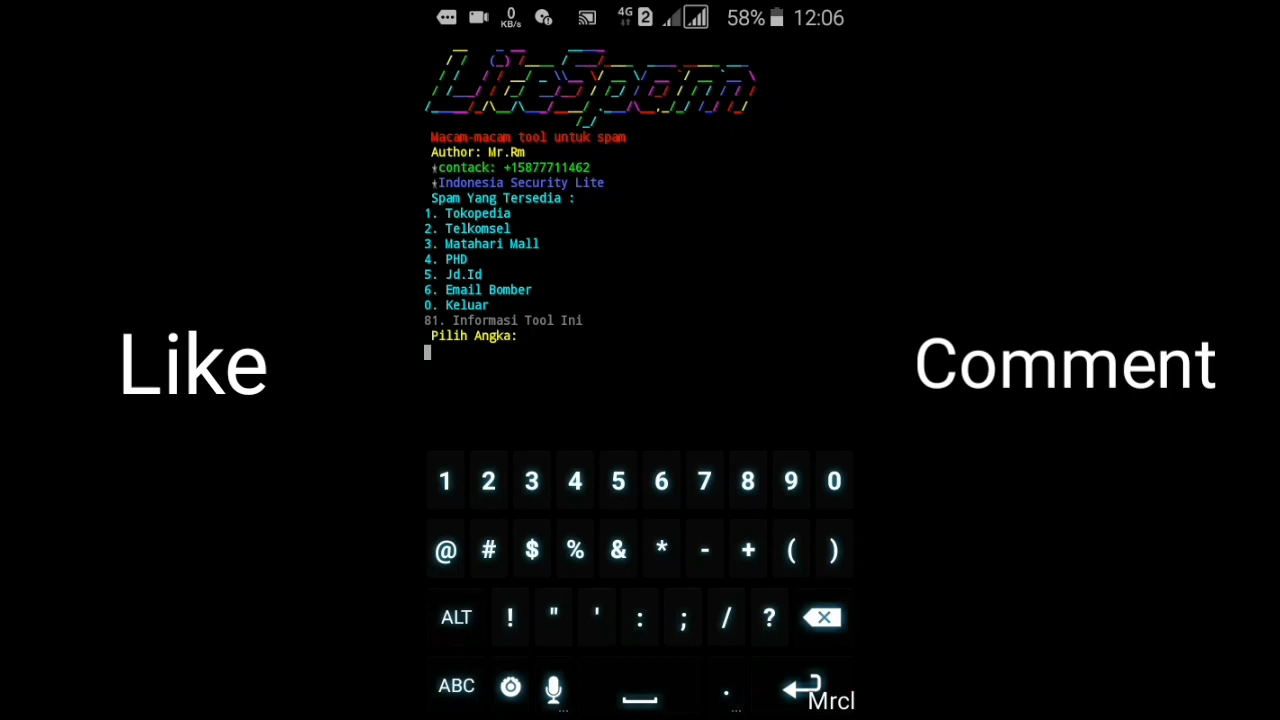 0 KB/s 4G 2 58% 12:06
LiteSpam
Macam-macam tool untuk spam
Author: Mr.Rm
contack: +15877711462
Indonesia Security Lite
Spam Yang Tersedia :
1. Tokopedia
2. Telkomsel
3. Matahari Mall
4. PHD
5. Jd.Id
6. Email Bomber
0. Keluar
81. Informasi Tool Ini
Pilih Angka:
Like
Comment
1 2 3 4 5 6 7 8 9 0
@ # $ % & * - + ( )
ALT ! " ' : ; / ?
ABC .
Mrcl